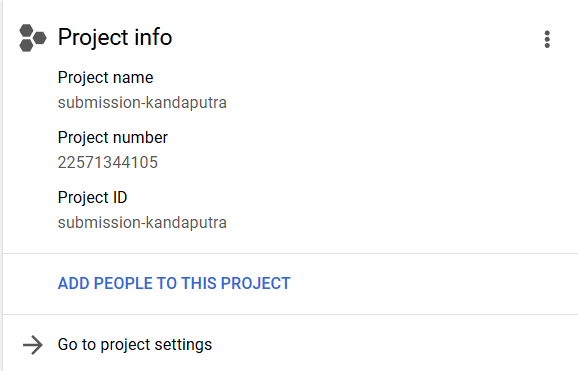 Project info
Project name
submission-kandaputra
Project number
22571344105
Project ID
submission-kandaputra
ADD PEOPLE TO THIS PROJECT
Go to project settings